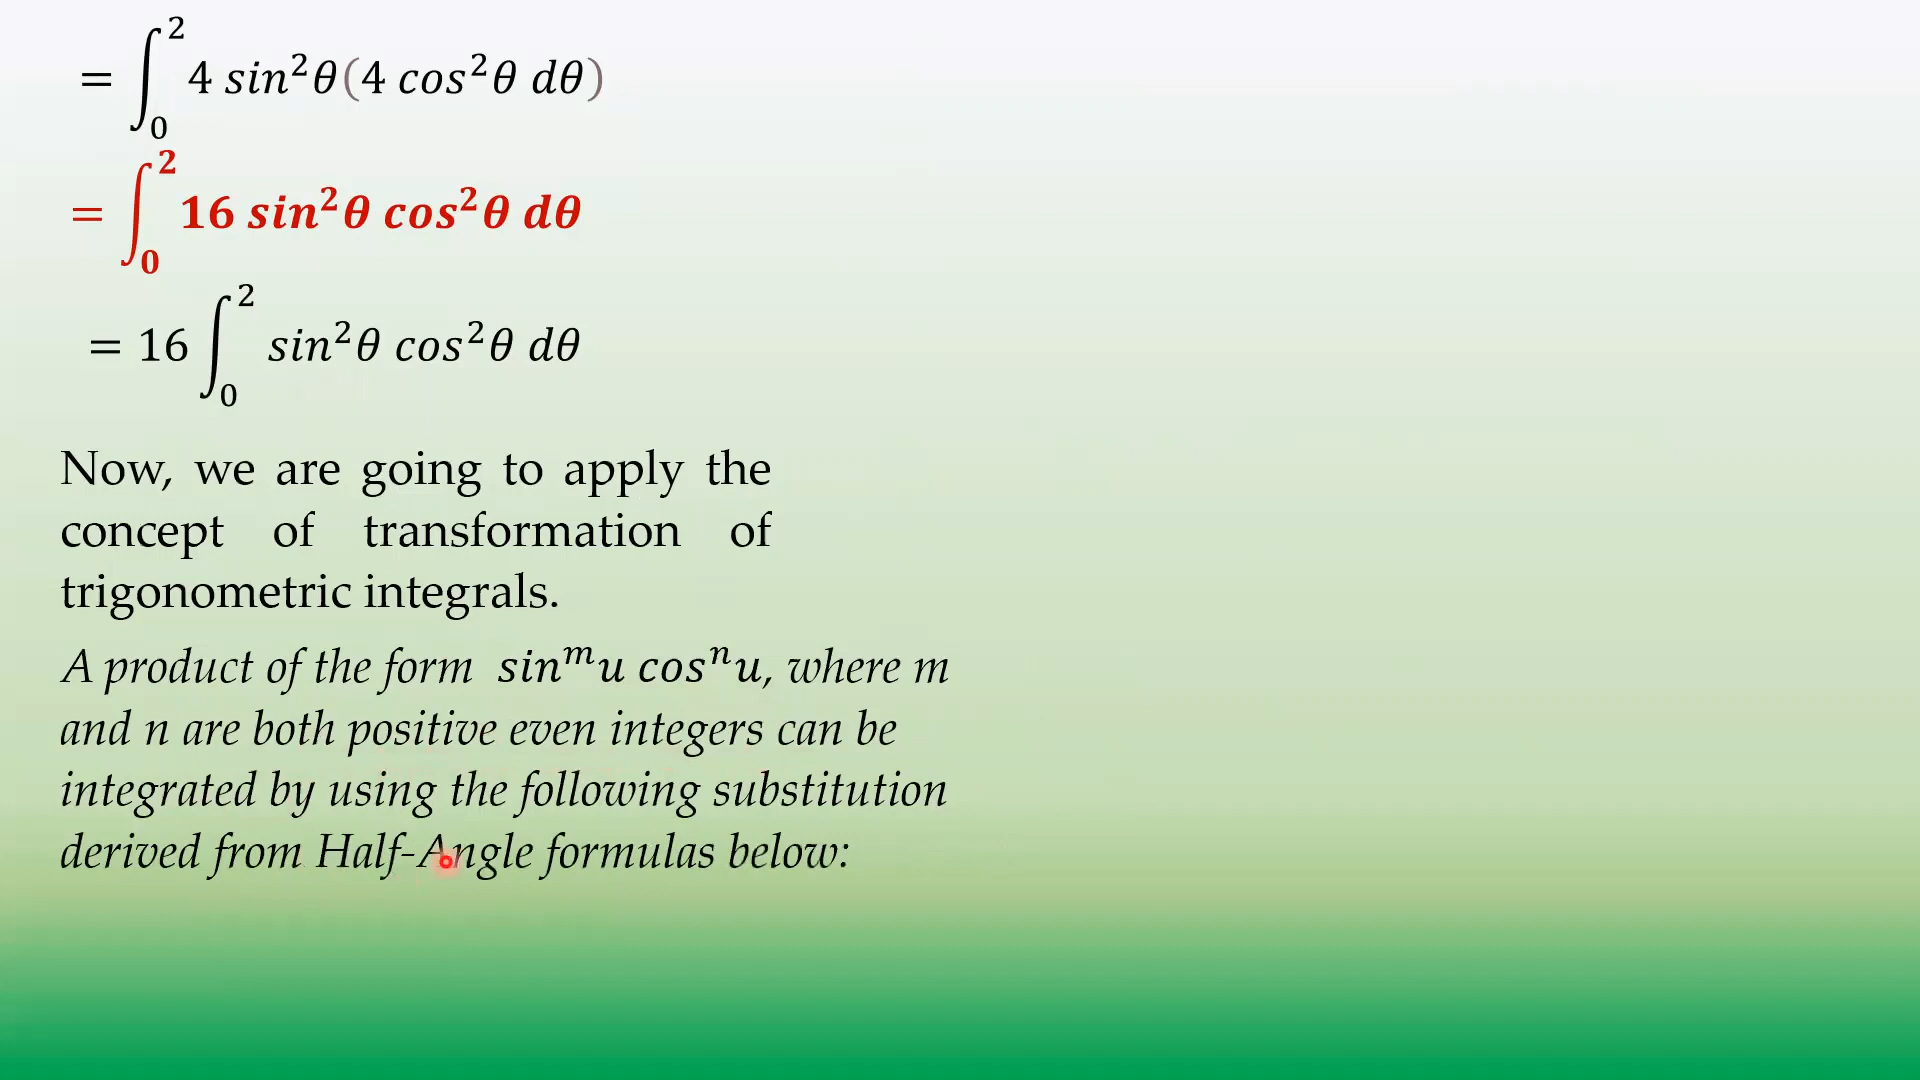 = ∫₀² 4 sin²θ(4 cos²θ dθ)
= ∫₀² 16 sin²θ cos²θ dθ
= 16 ∫₀² sin²θ cos²θ dθ
Now, we are going to apply the
concept of transformation of
trigonometric integrals.
A product of the form sinᵐu cosⁿu, where m
and n are both positive even integers can be
integrated by using the following substitution
derived from Half-Angle formulas below: